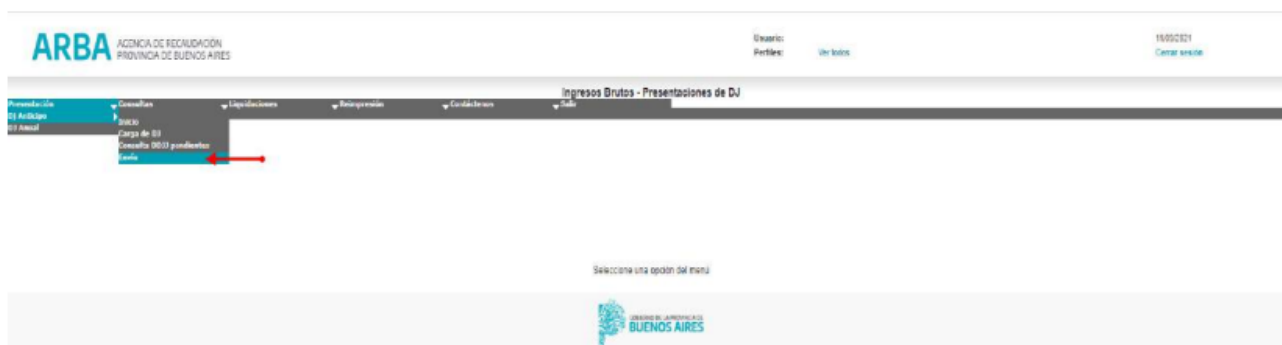 ARBA AGENCIA DE RECAUDACIÓN
PROVINCIA DE BUENOS AIRES
Usuario:
Perfiles: Ver todos
Cerrar sesión
Ingresos Brutos - Presentaciones de DJ
Presentación Consultas Liquidaciones Reimpresión Contáctenos Salir
DJ Anticipo
DJ Anual
Inicio
Carga de DJ
Consulta DDJJ pendientes
Envío
Seleccione una opción del menú
BUENOS AIRES